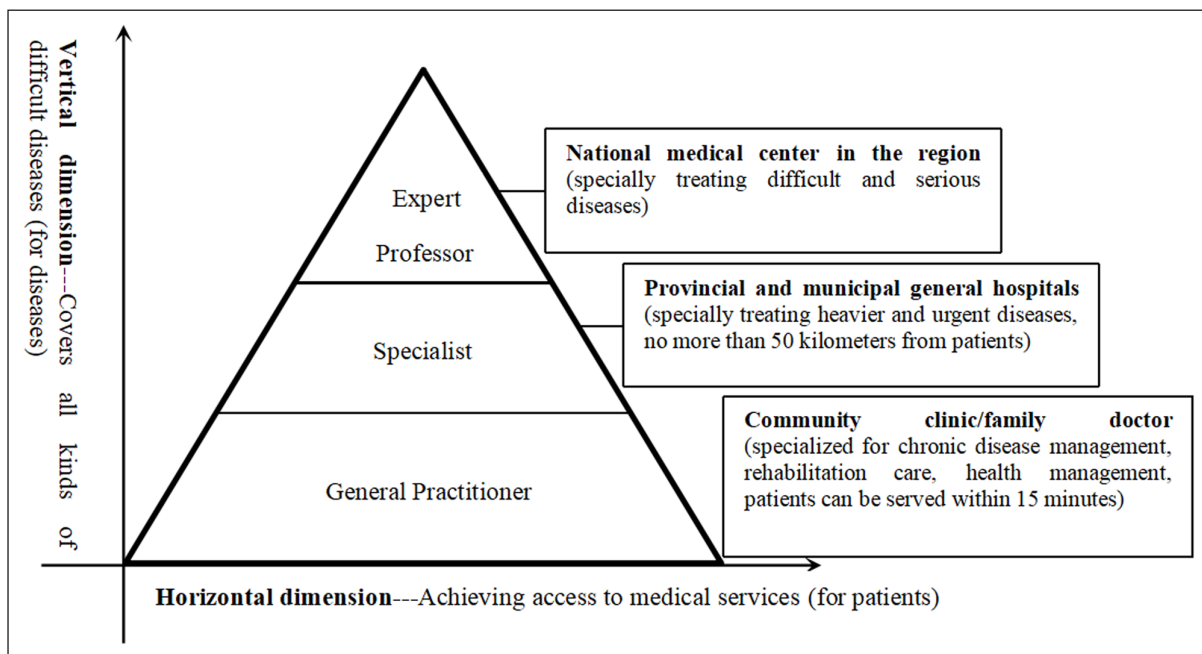 Vertical dimension---Covers all kinds of
difficult diseases (for diseases)
Expert
Professor
Specialist
General Practitioner
National medical center in the region
(specially treating difficult and serious
diseases)
Provincial and municipal general hospitals
(specially treating heavier and urgent diseases,
no more than 50 kilometers from patients)
Community clinic/family doctor
(specialized for chronic disease management,
rehabilitation care, health management,
patients can be served within 15 minutes)
Horizontal dimension---Achieving access to medical services (for patients)